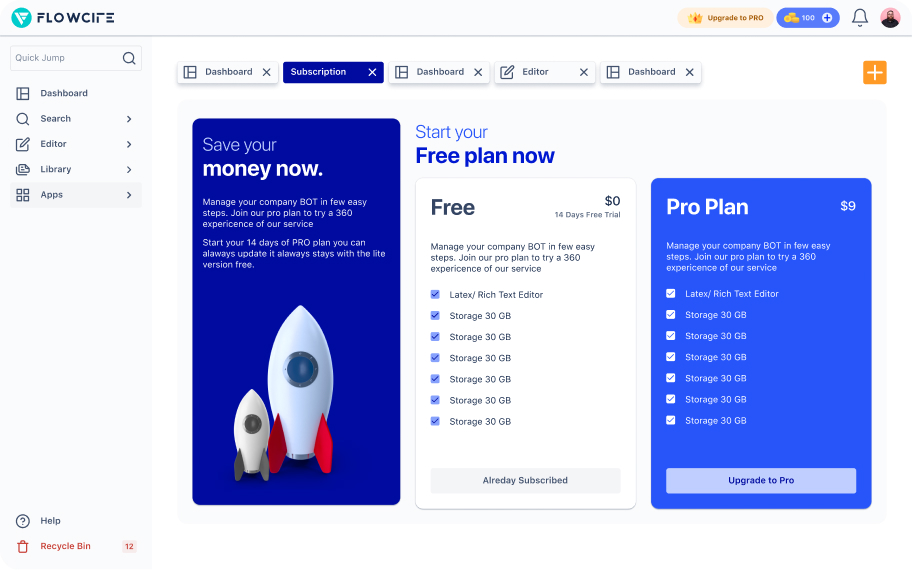 FLOWCITE
Upgrade to PRO
100
Quick Jump
Dashboard
Search
Editor
Library
Apps
Help
Recycle Bin
12
Dashboard
Subscription
Dashboard
Editor
Dashboard
Save your
money now.
Manage your company BOT in few easy
steps. Join our pro plan to try a 360
experience of our service
Start your 14 days of PRO plan you can
alaways update it alaways stays with the lite
version free.
Start your
Free plan now
Free
$0
14 Days Free Trial
Manage your company BOT in few easy
steps. Join our pro plan to try a 360
expericence of our service
Latex/ Rich Text Editor
Storage 30 GB
Storage 30 GB
Storage 30 GB
Storage 30 GB
Storage 30 GB
Storage 30 GB
Alreday Subscribed
Pro Plan
$9
Manage your company BOT in few easy
steps. Join our pro plan to try a 360
expericence of our service
Latex/ Rich Text Editor
Storage 30 GB
Storage 30 GB
Storage 30 GB
Storage 30 GB
Storage 30 GB
Storage 30 GB
Upgrade to Pro